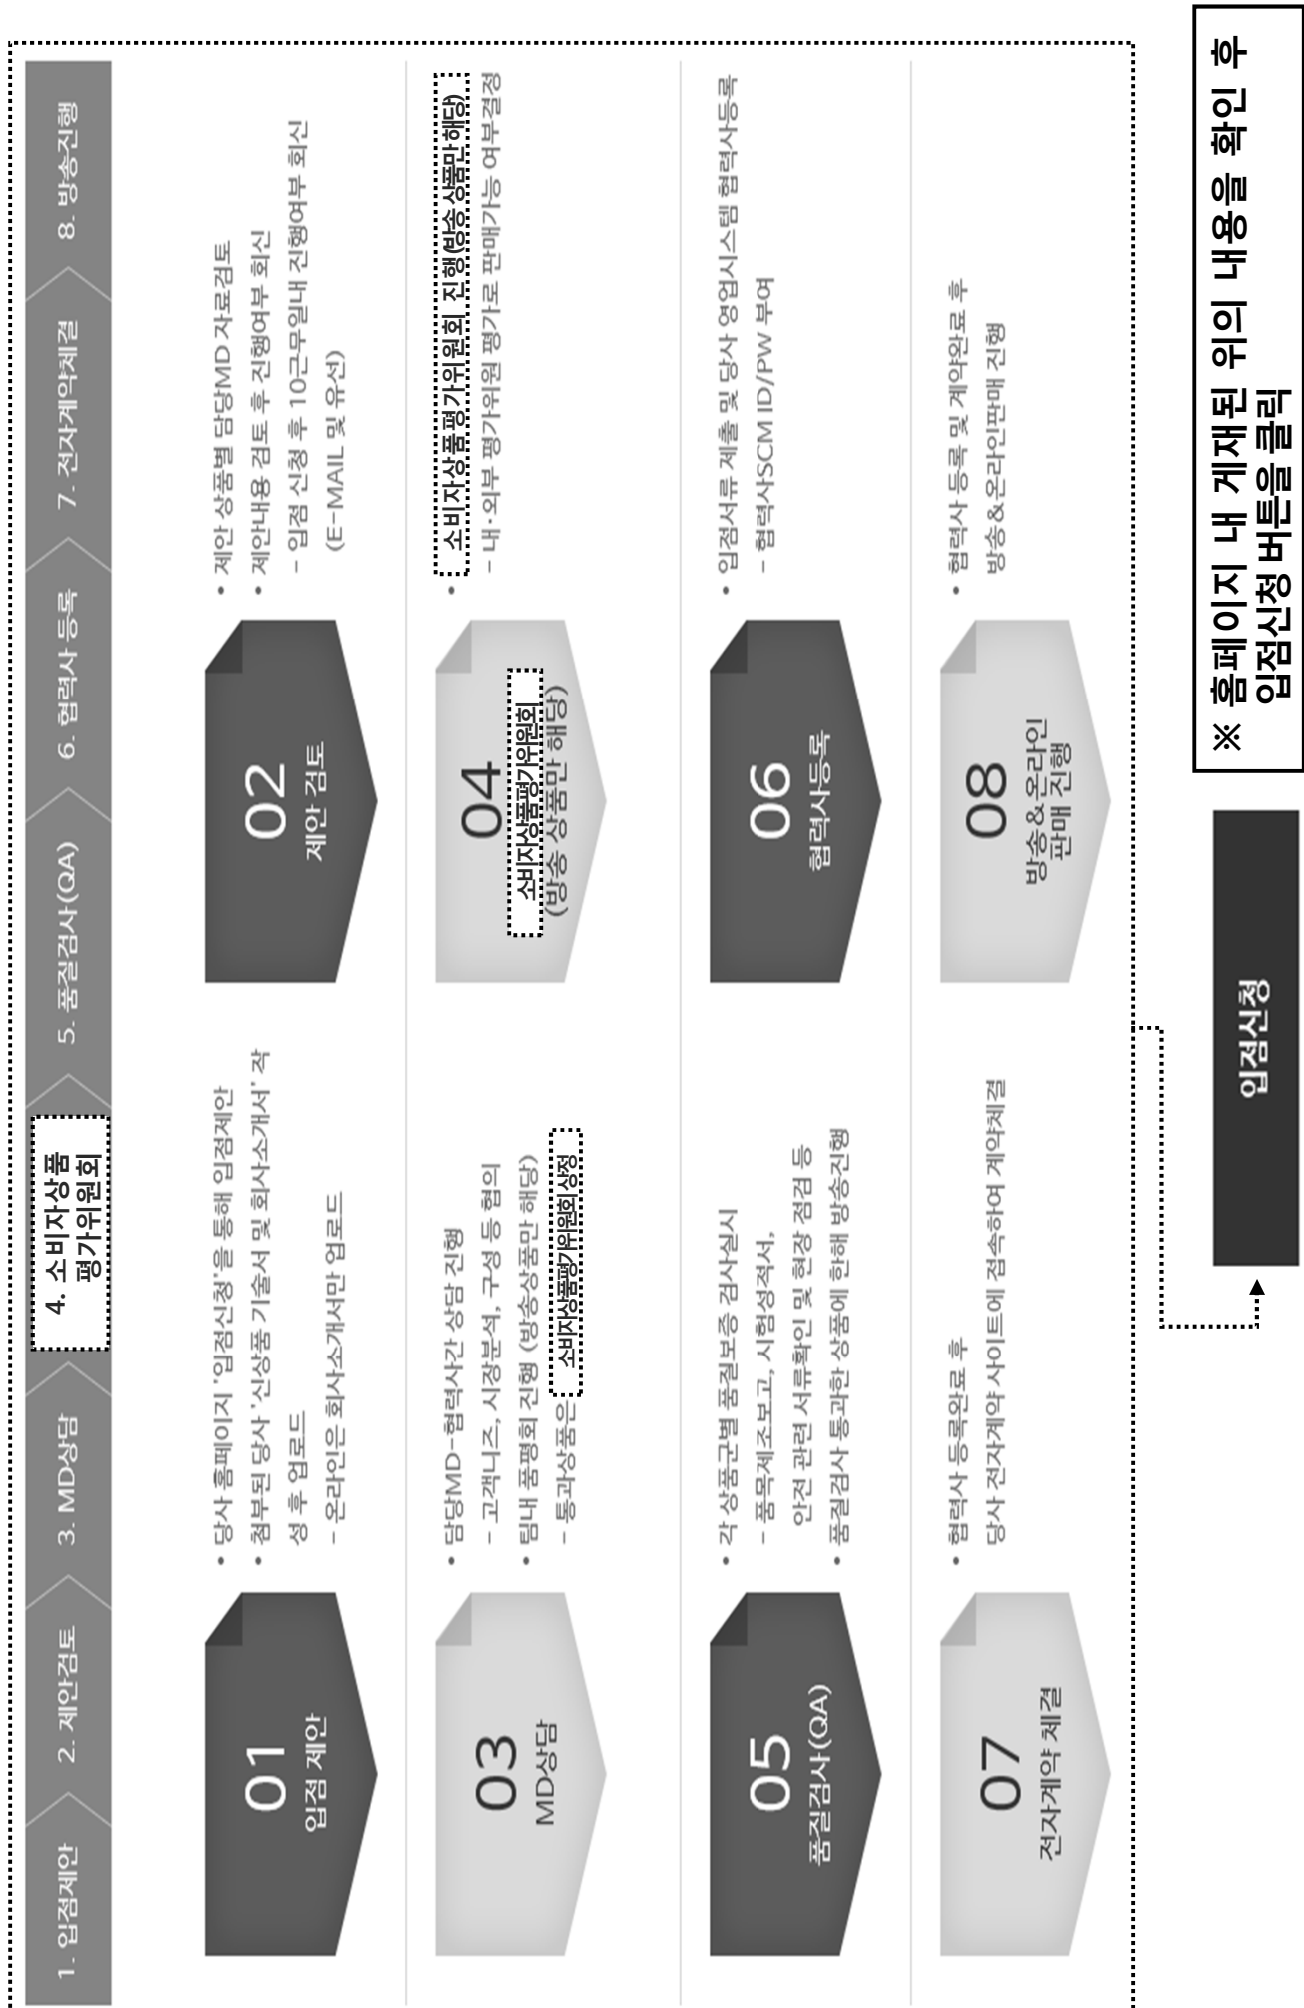 1. 입점제안
2. 제안검토
3. MD상담
4. 소비자상품
평가위원회
5. 품질검사(QA)
6. 협력사 등록
7. 전자계약체결
8. 방송진행
01
입점 제안
• 당사 홈페이지 '입점신청'을 통해 입점제안
• 첨부된 당사 '신상품 기술서 및 회사소개서' 작
성 후 업로드
- 온라인은 회사소개서만 업로드
02
제안 검토
• 제안 상품별 담당MD 자료검토
• 제안내용 검토 후 진행여부 회신
- 입점 신청 후 10근무일내 진행여부 회신
(E-MAIL 및 유선)
03
MD상담
• 담당MD-협력사간 상담 진행
- 고객니즈, 시장분석, 구성 등 협의
• 팀내 품평회 진행 (방송상품만 해당)
- 통과상품은 소비자상품평가위원회 상정
04
소비자상품평가위원회
(방송 상품만 해당)
• 소비자상품평가위원회 진행(방송상품만 해당)
- 내·외부 평가위원 평가로 판매가능 여부결정
05
품질검사(QA)
• 각 상품군별 품질보증 검사실시
- 품목제조보고, 시험성적서,
안전 관련 서류확인 및 현장 점검 등
• 품질검사 통과한 상품에 한해 방송진행
06
협력사등록
• 입점서류 제출 및 당사 영업시스템 협력사등록
- 협력사SCM ID/PW 부여
07
전자계약 체결
• 협력사 등록완료 후
당사 전자계약 사이트에 접속하여 계약체결
08
방송&온라인
판매 진행
• 협력사 등록 및 계약완료 후
방송&온라인판매 진행
입점신청
※ 홈페이지 내 게재된 위의 내용을 확인 후
입점신청 버튼을 클릭